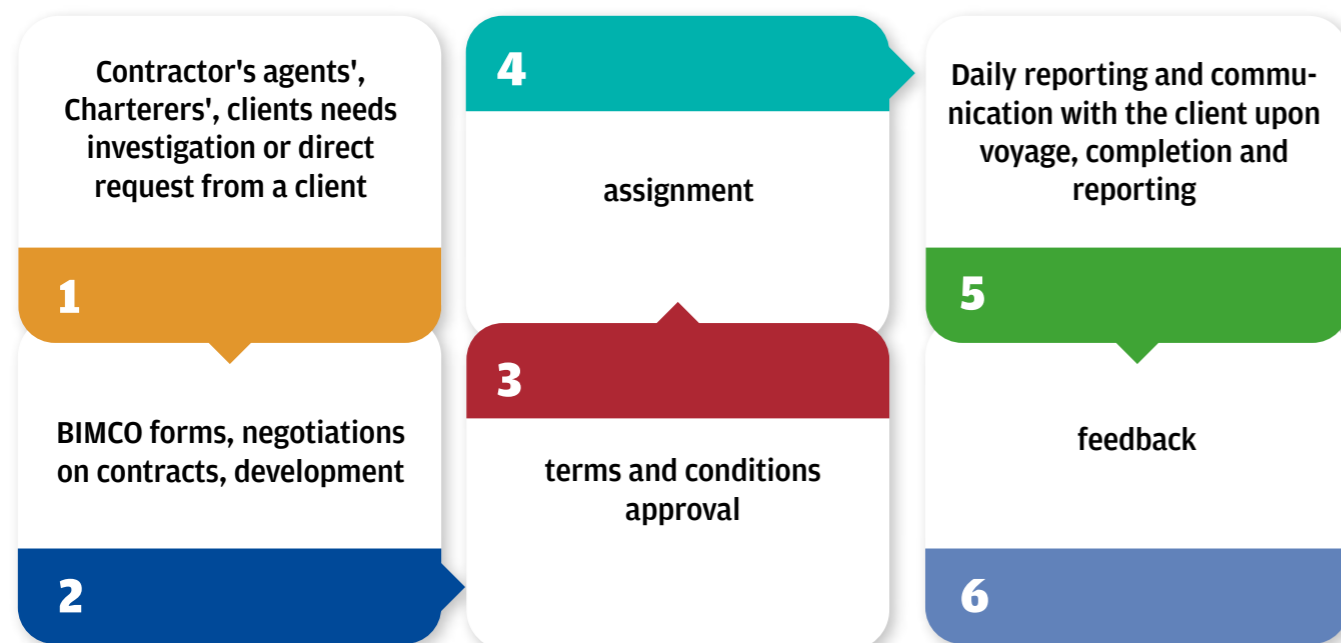 Contractor's agents',
Charterers', clients needs
investigation or direct
request from a client
1
BIMCO forms, negotiations
on contracts, development
2
3
terms and conditions
approval
4
assignment
Daily reporting and commu-
nication with the client upon
voyage, completion and
reporting
5
feedback
6